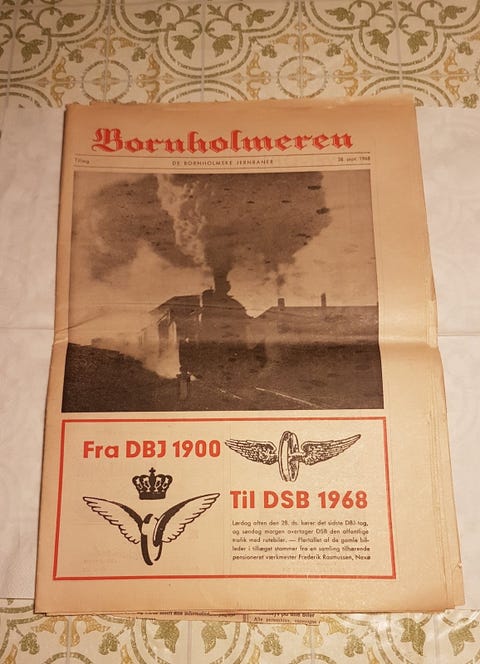 Bornholmeren
Tillæg
DE BORNHOLMSKE JERNBANER
28. sept. 1968
Fra DBJ 1900
Til DSB 1968
Lørdag aften den 28. ds. kører det sidste DBJ-tog,
og søndag morgen overtager DSB den offentlige
trafik med rutebiler. — Flertallet af de gamle bil-
leder i tillæget stammer fra en samling tilhørende
pensioneret værkmester Frederik Rasmussen, Nexø